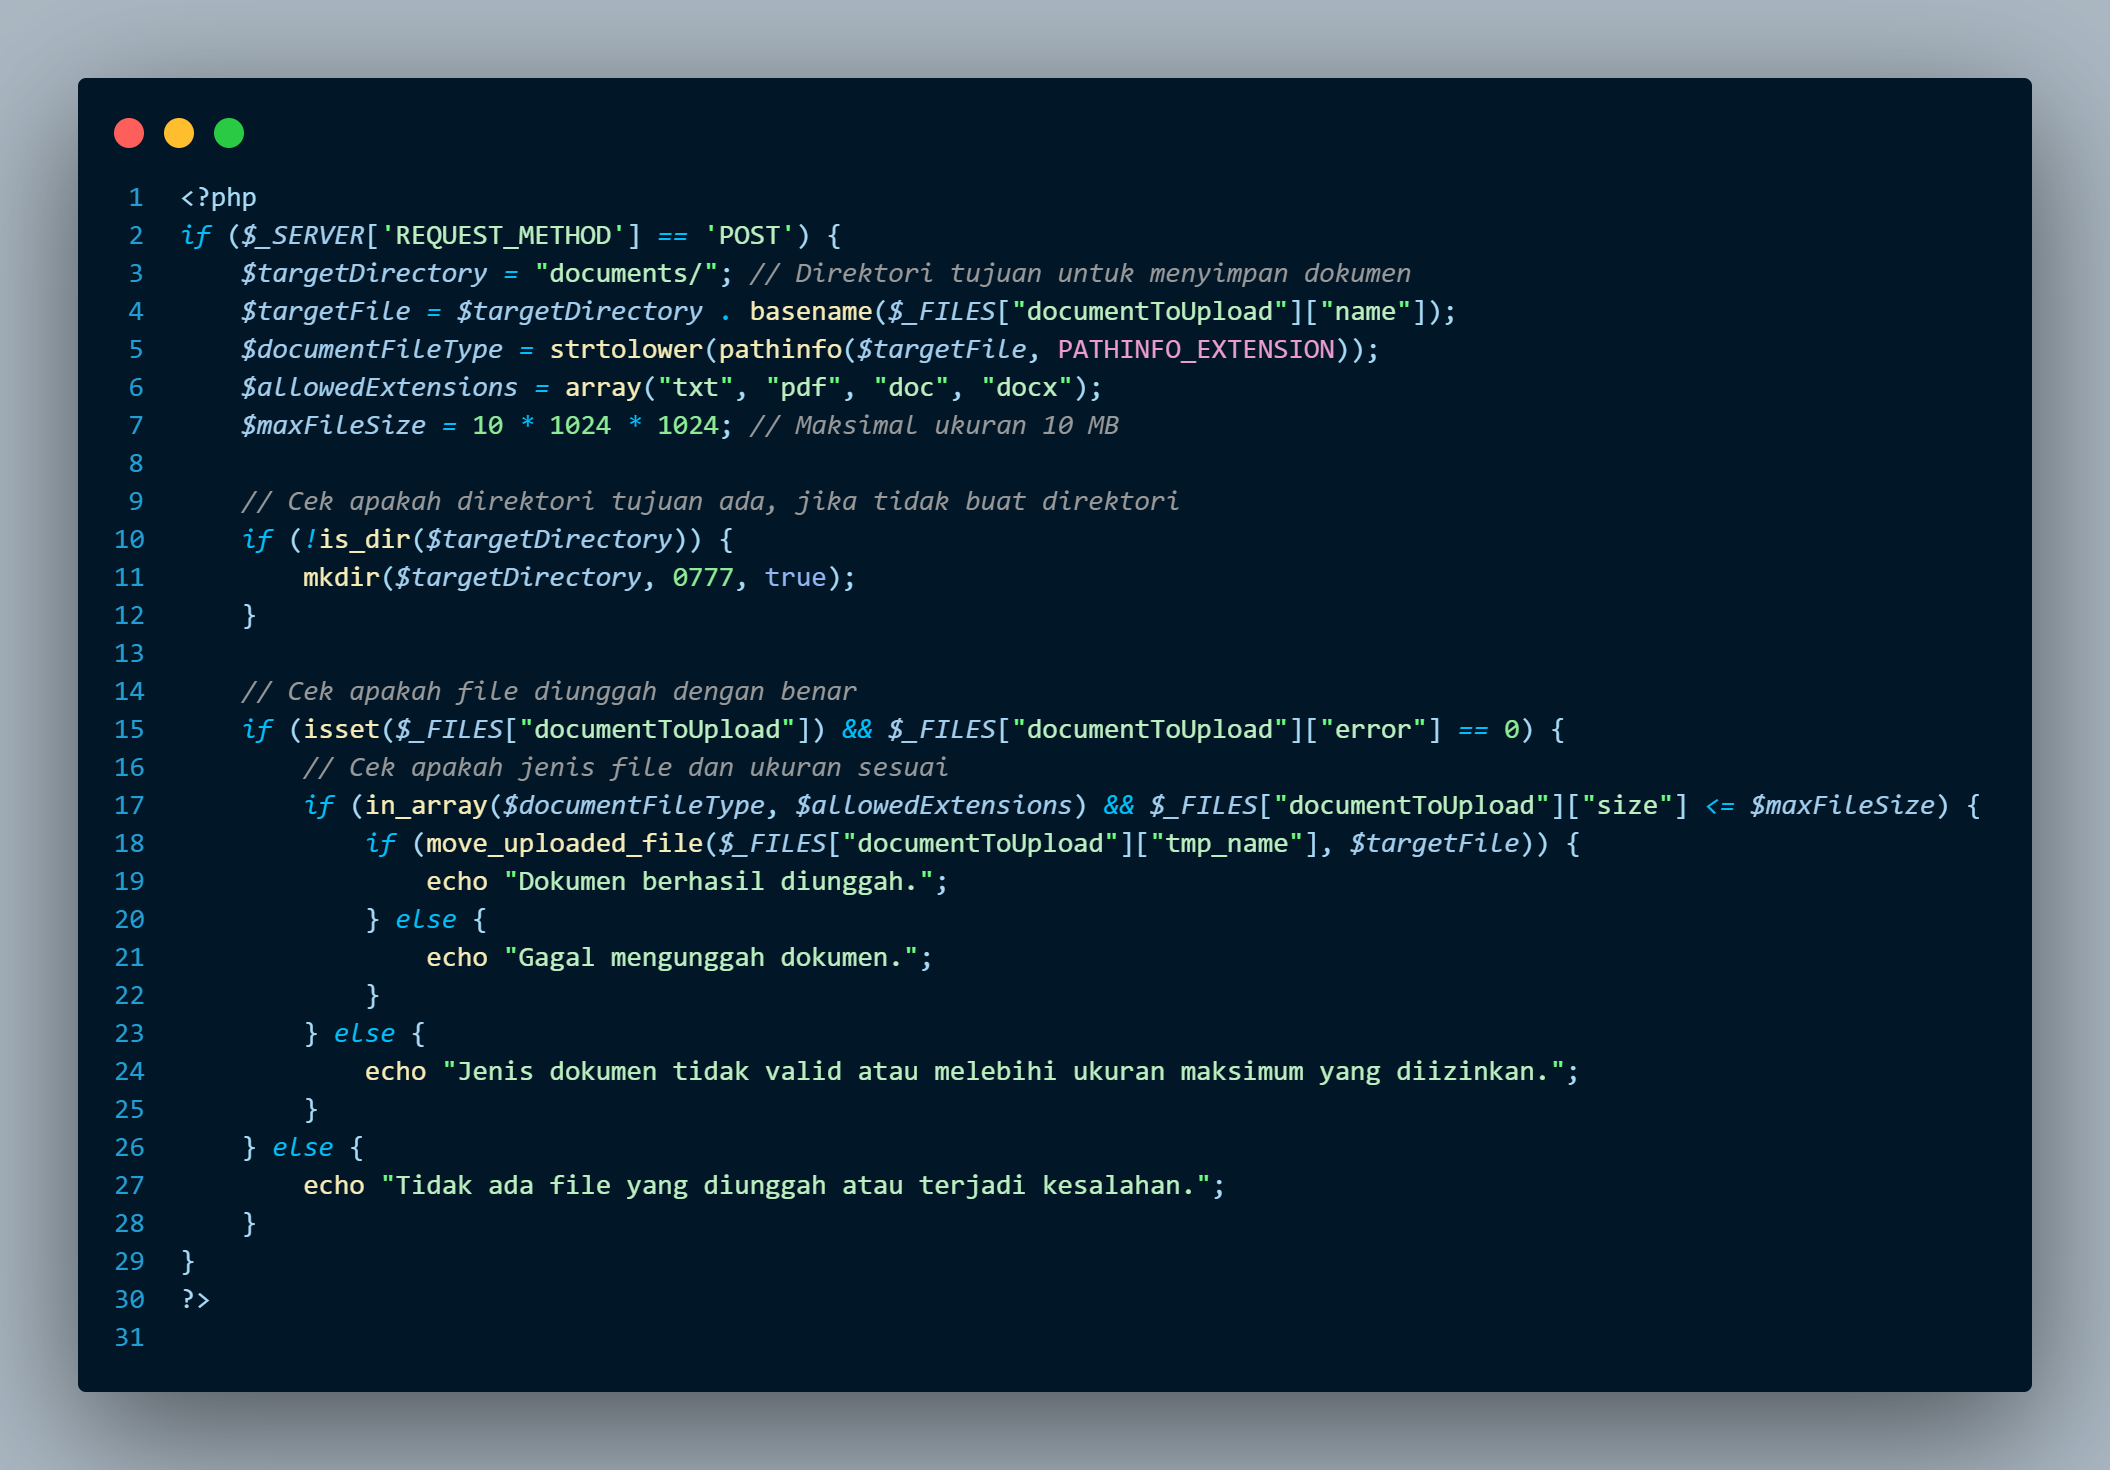 1 <?php
2 if ($_SERVER['REQUEST_METHOD'] == 'POST') {
3     $targetDirectory = "documents/"; // Direktori tujuan untuk menyimpan dokumen
4     $targetFile = $targetDirectory . basename($_FILES["documentToUpload"]["name"]);
5     $documentFileType = strtolower(pathinfo($targetFile, PATHINFO_EXTENSION));
6     $allowedExtensions = array("txt", "pdf", "doc", "docx");
7     $maxFileSize = 10 * 1024 * 1024; // Maksimal ukuran 10 MB
8
9     // Cek apakah direktori tujuan ada, jika tidak buat direktori
10     if (!is_dir($targetDirectory)) {
11         mkdir($targetDirectory, 0777, true);
12     }
13
14     // Cek apakah file diunggah dengan benar
15     if (isset($_FILES["documentToUpload"]) && $_FILES["documentToUpload"]["error"] == 0) {
16         // Cek apakah jenis file dan ukuran sesuai
17         if (in_array($documentFileType, $allowedExtensions) && $_FILES["documentToUpload"]["size"] <= $maxFileSize) {
18             if (move_uploaded_file($_FILES["documentToUpload"]["tmp_name"], $targetFile)) {
19                 echo "Dokumen berhasil diunggah.";
20             } else {
21                 echo "Gagal mengunggah dokumen.";
22             }
23         } else {
24             echo "Jenis dokumen tidak valid atau melebihi ukuran maksimum yang diizinkan.";
25         }
26     } else {
27         echo "Tidak ada file yang diunggah atau terjadi kesalahan.";
28     }
29 }
30 ?>
31